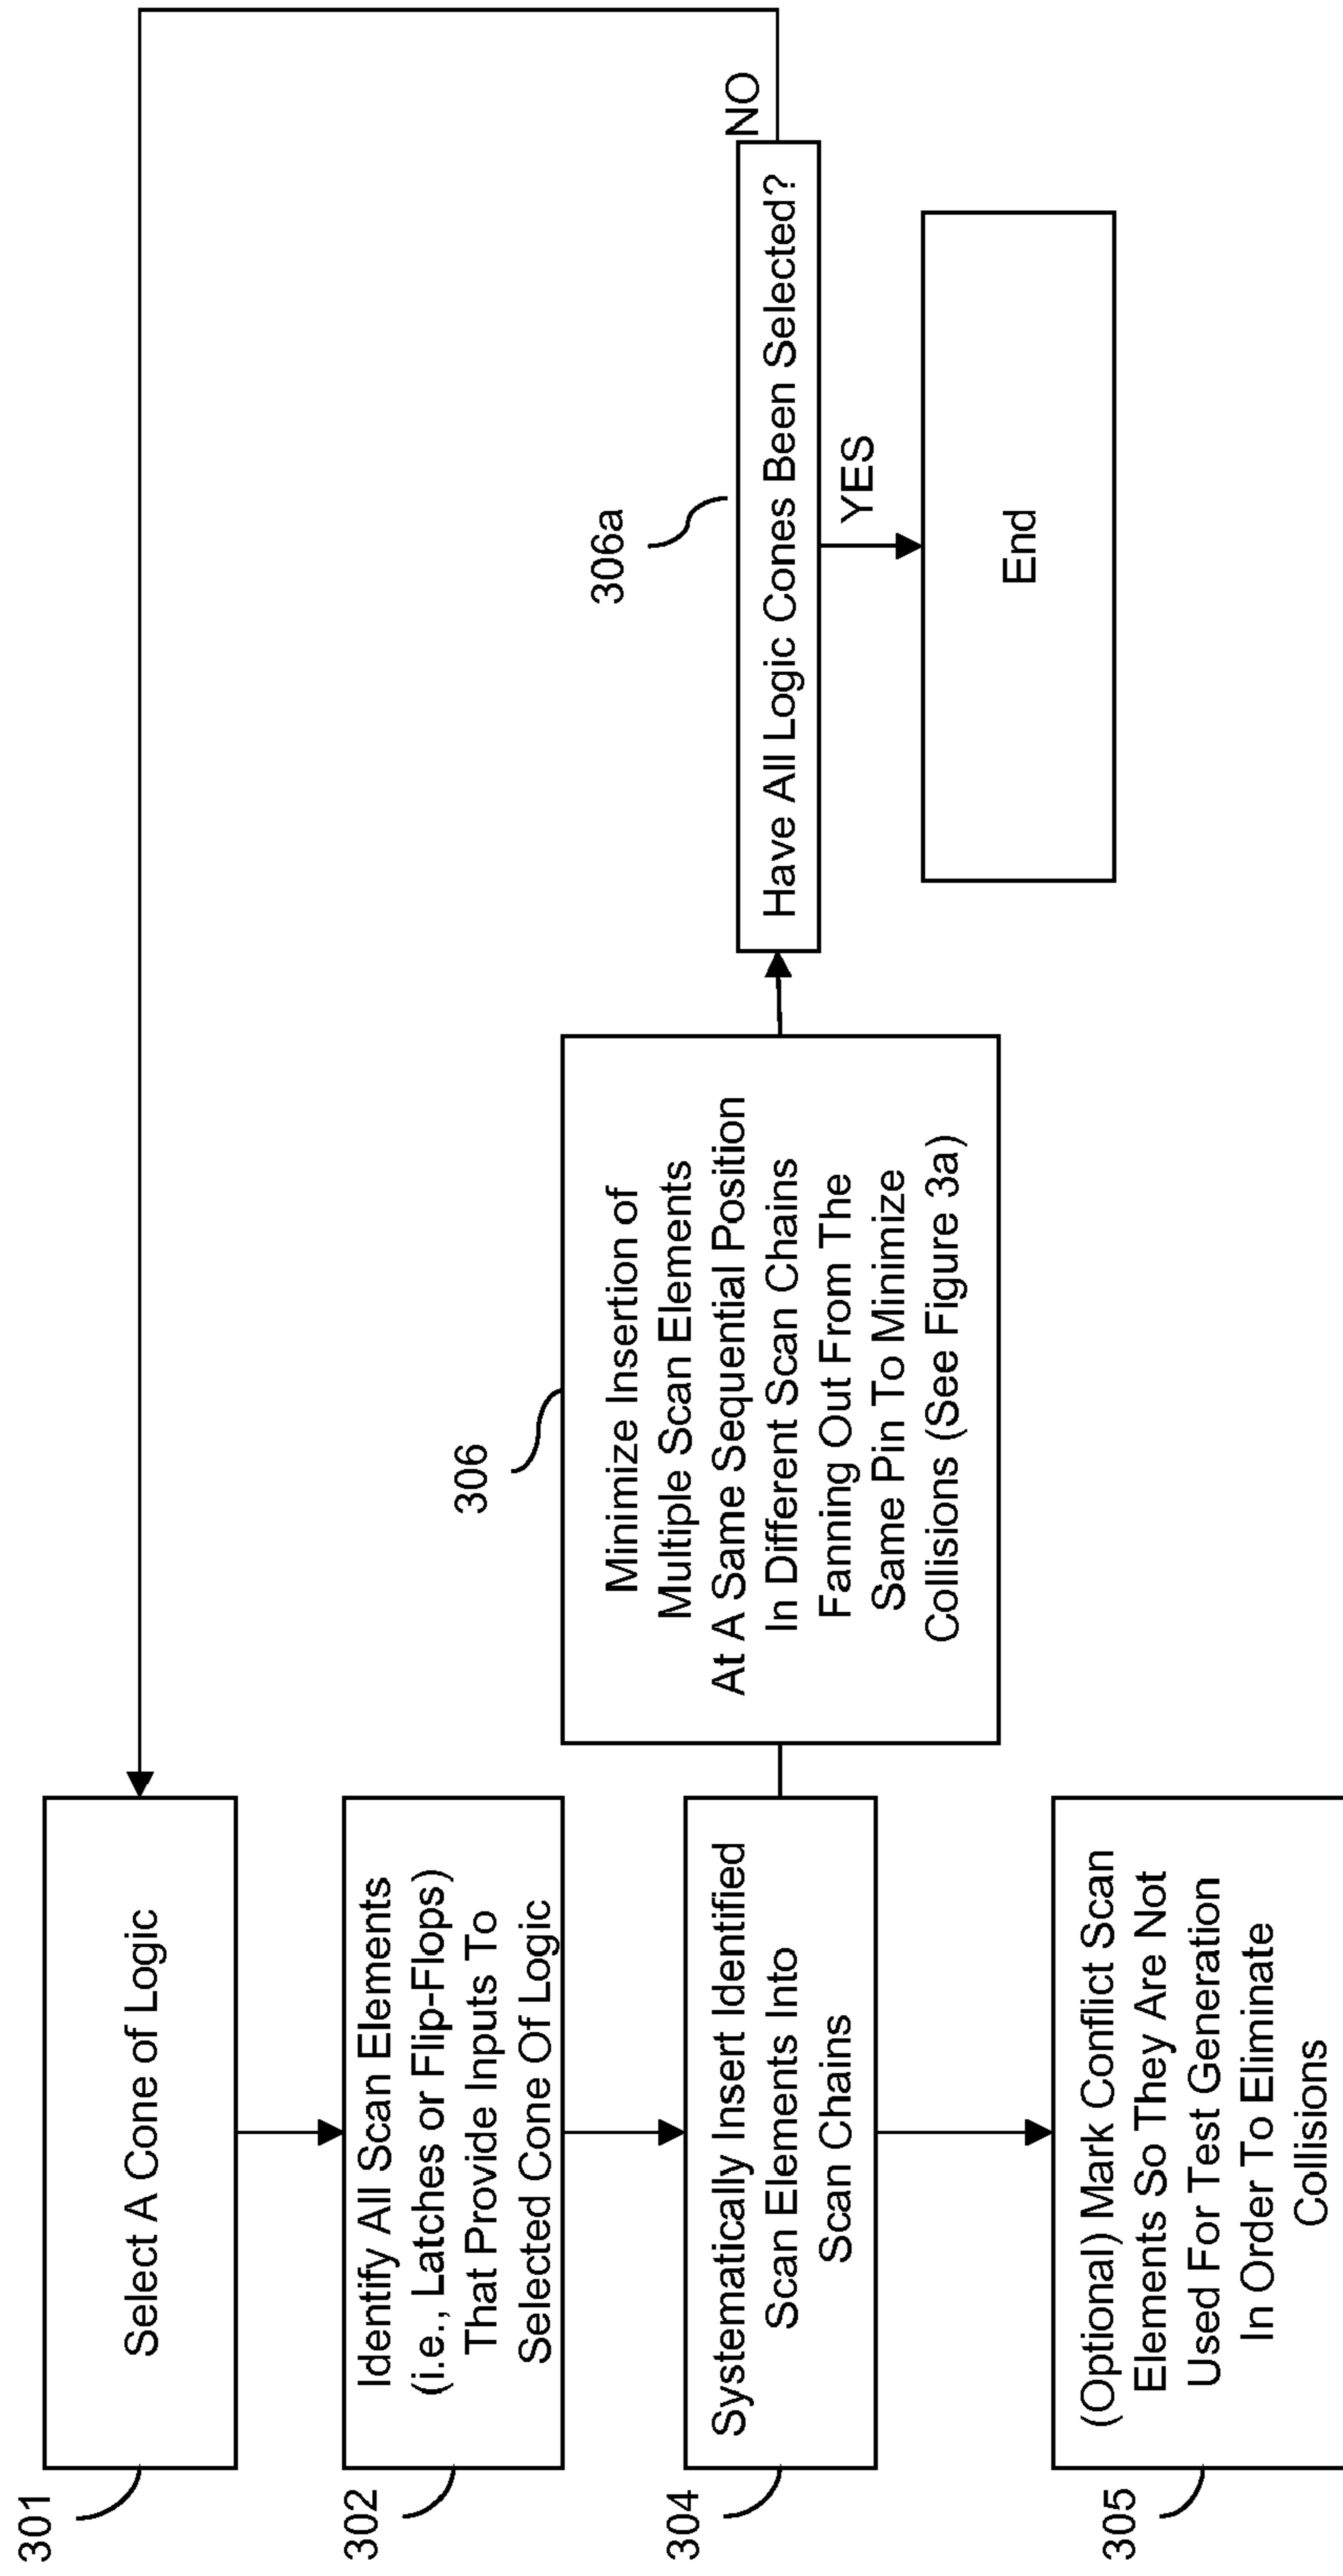 301
Select A Cone of Logic
302
Identify All Scan Elements
(i.e., Latches or Flip-Flops)
That Provide Inputs To
Selected Cone Of Logic
304
Systematically Insert Identified
Scan Elements Into
Scan Chains
305
(Optional) Mark Conflict Scan
Elements So They Are Not
Used For Test Generation
In Order To Eliminate
Collisions
306
Minimize Insertion of
Multiple Scan Elements
At A Same Sequential Position
In Different Scan Chains
Fanning Out From The
Same Pin To Minimize
Collisions (See Figure 3a)
306a
Have All Logic Cones Been Selected?
NO
YES
End